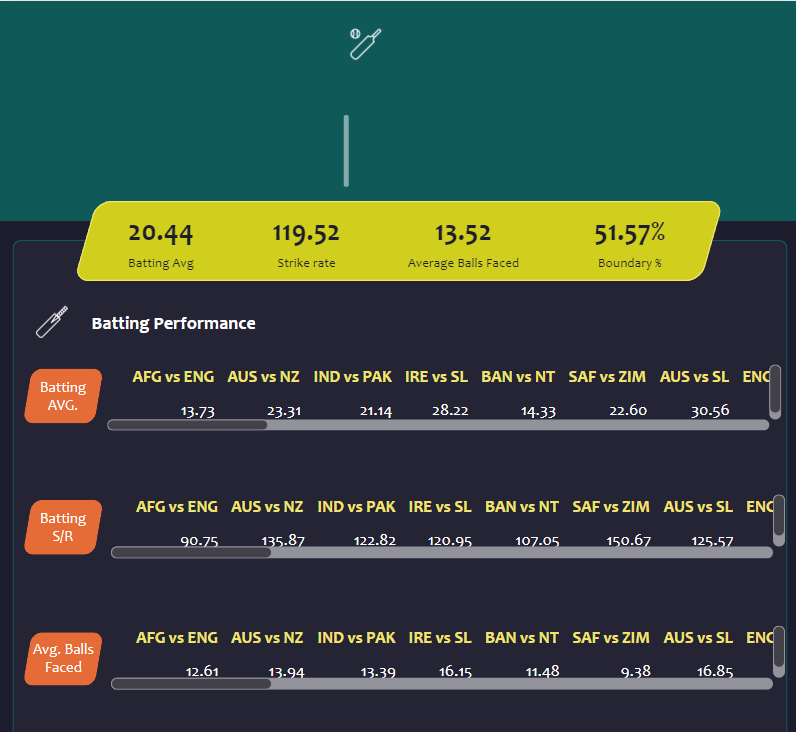 20.44 119.52 13.52 51.57%
Batting Avg Strike rate Average Balls Faced Boundary %
Batting Performance
Batting AVG.
AFG vs ENG AUS vs NZ IND vs PAK IRE vs SL BAN vs NT SAF vs ZIM AUS vs SL ENG
13.73 23.31 21.14 28.22 14.33 22.60 30.56
Batting S/R
AFG vs ENG AUS vs NZ IND vs PAK IRE vs SL BAN vs NT SAF vs ZIM AUS vs SL ENG
90.75 135.87 122.82 120.95 107.05 150.67 125.57
Avg. Balls Faced
AFG vs ENG AUS vs NZ IND vs PAK IRE vs SL BAN vs NT SAF vs ZIM AUS vs SL ENG
12.61 13.94 13.39 16.15 11.48 9.38 16.85